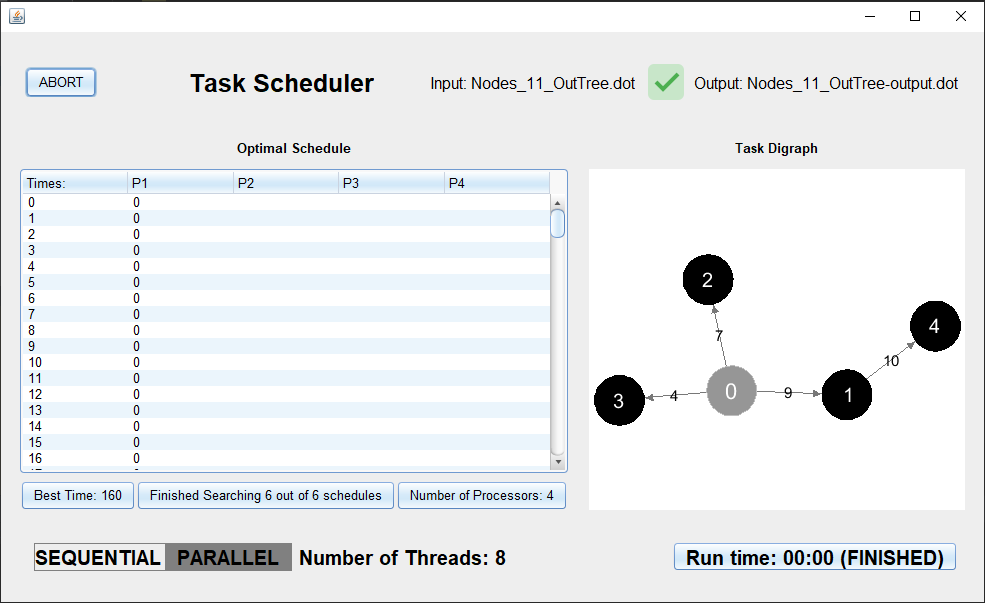 ABORT
Task Scheduler
Input: Nodes_11_OutTree.dot
Output: Nodes_11_OutTree-output.dot
Optimal Schedule
Times: P1 P2 P3 P4
0 0
1 0
2 0
3 0
4 0
5 0
6 0
7 0
8 0
9 0
10 0
11 0
12 0
13 0
14 0
15 0
16 0
Best Time: 160
Finished Searching 6 out of 6 schedules
Number of Processors: 4
Task Digraph
2
4
7
10
3
4
0
9
1
SEQUENTIAL PARALLEL Number of Threads: 8
Run time: 00:00 (FINISHED)